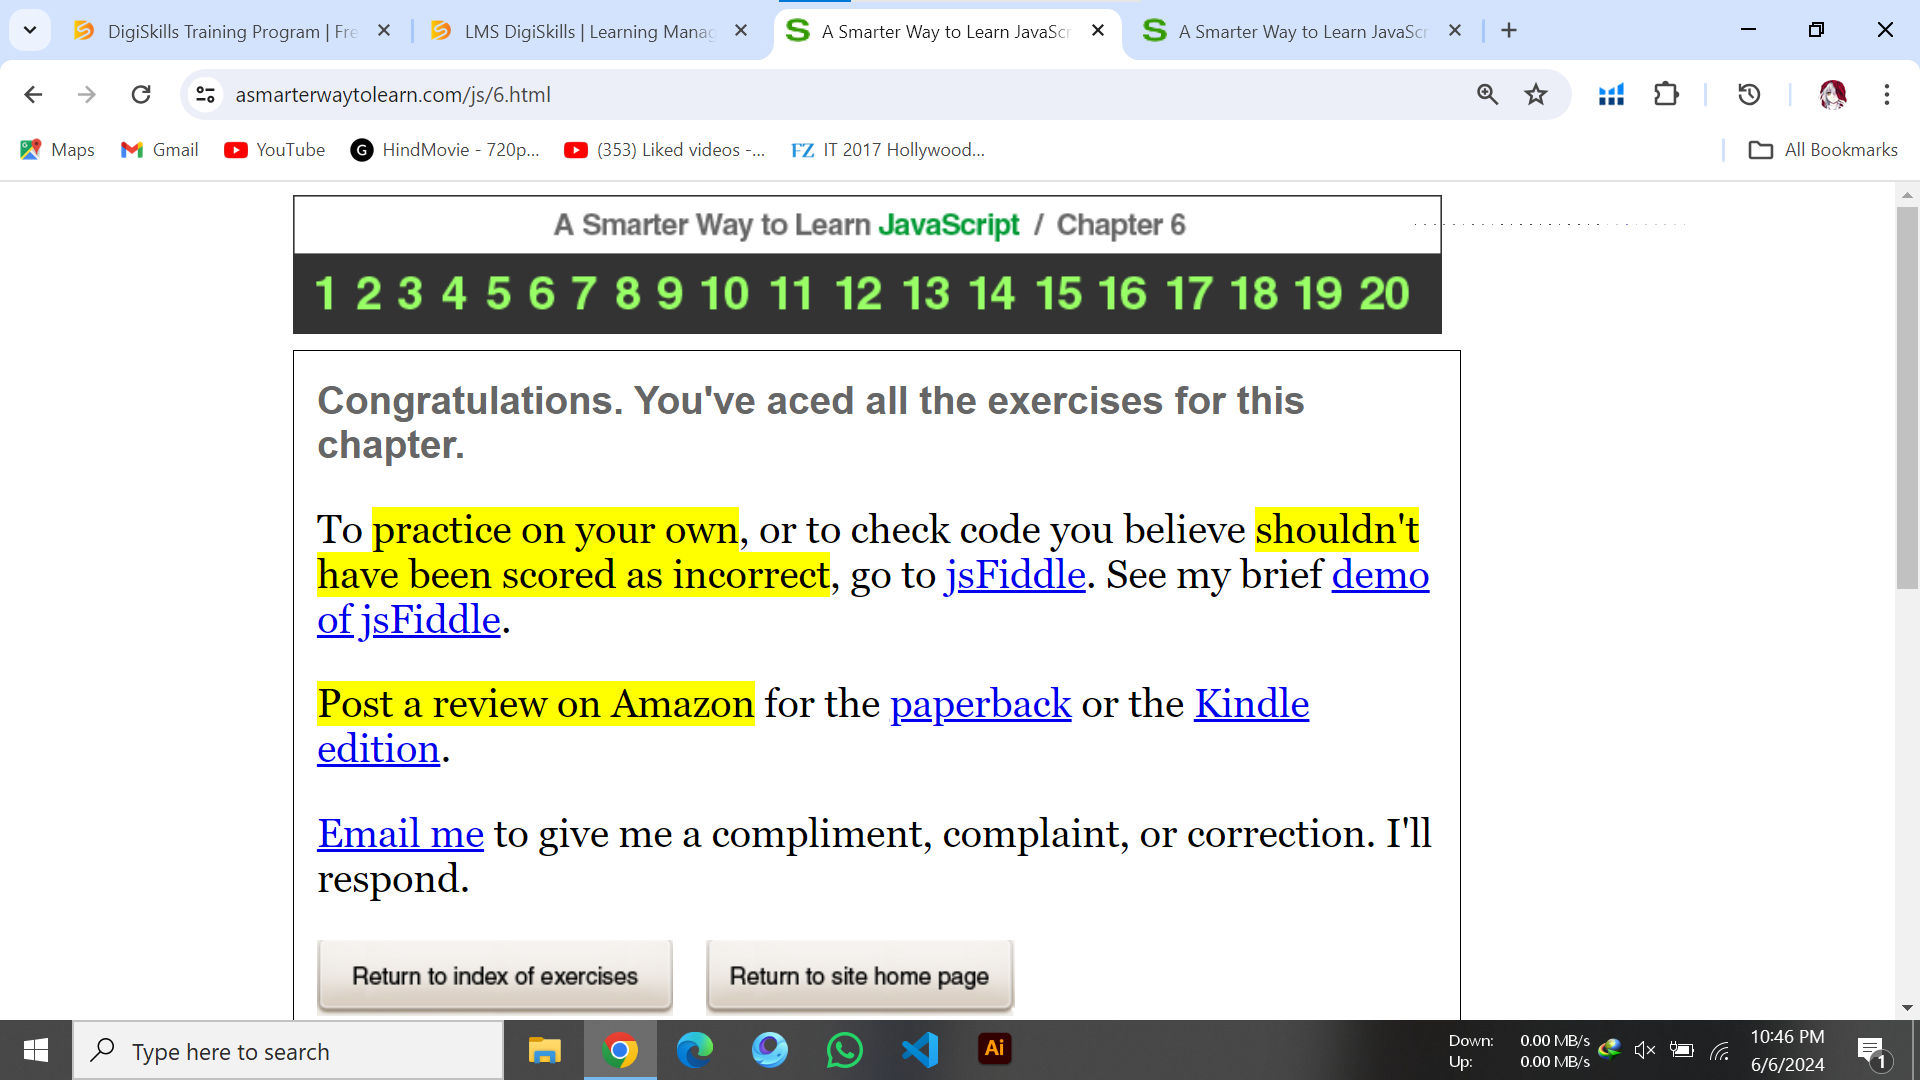 DigiSkills Training Program | Fre
LMS DigiSkills | Learning Manag
A Smarter Way to Learn JavaScr
A Smarter Way to Learn JavaScr
asmarterwaytolearn.com/js/6.html
Maps
Gmail
YouTube
G
HindMovie - 720p...
(353) Liked videos -...
FZ
IT 2017 Hollywood...
All Bookmarks
A Smarter Way to Learn JavaScript / Chapter 6
1 2 3 4 5 6 7 8 9 10 11 12 13 14 15 16 17 18 19 20
Congratulations. You've aced all the exercises for this
chapter.
To practice on your own, or to check code you believe shouldn't
have been scored as incorrect, go to jsFiddle. See my brief demo
of jsFiddle.
Post a review on Amazon for the paperback or the Kindle
edition.
Email me to give me a compliment, complaint, or correction. I'll
respond.
Return to index of exercises
Return to site home page
Type here to search
Ai
Down: 0.00 MB/s
Up: 0.00 MB/s
10:46 PM
6/6/2024
1